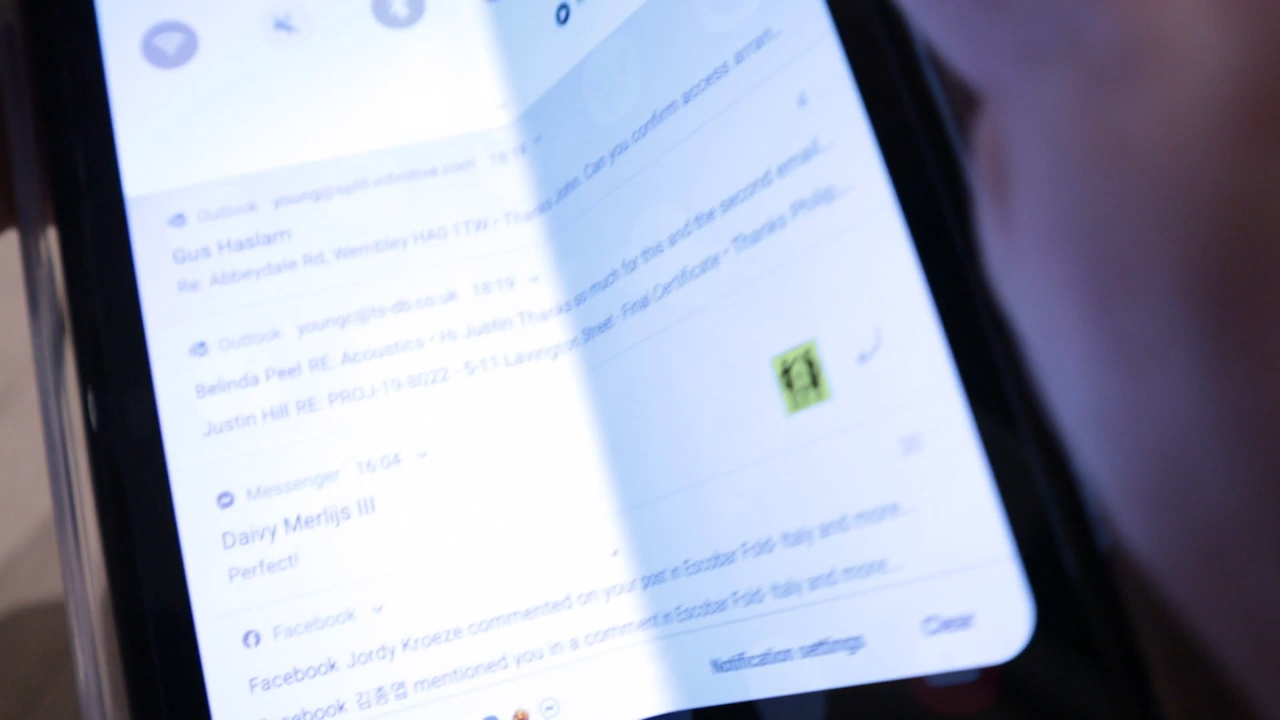 Outlook
Gus Haslam
Re: Abbeydale Rd, Wembley HA0 1TW • Thanks John. Can you confirm access arran...
4
Outlook 18:19
Belinda Peel RE: Acoustics • Hi Justin Thanks so much for this and the second email...
Justin Hill RE: PROJ-19-8022 - 5-11 Lavington Street - Final Certificate • Thanks Philip...
Messenger 16:04
Daivy Merlijs III
Perfect!
Facebook
Facebook Jordy Kroeze commented on your post in Escobar Fold- Italy and more...
Facebook 김종엽 mentioned you in a comment in Escobar Fold- Italy and more...
Notification settings
Clear